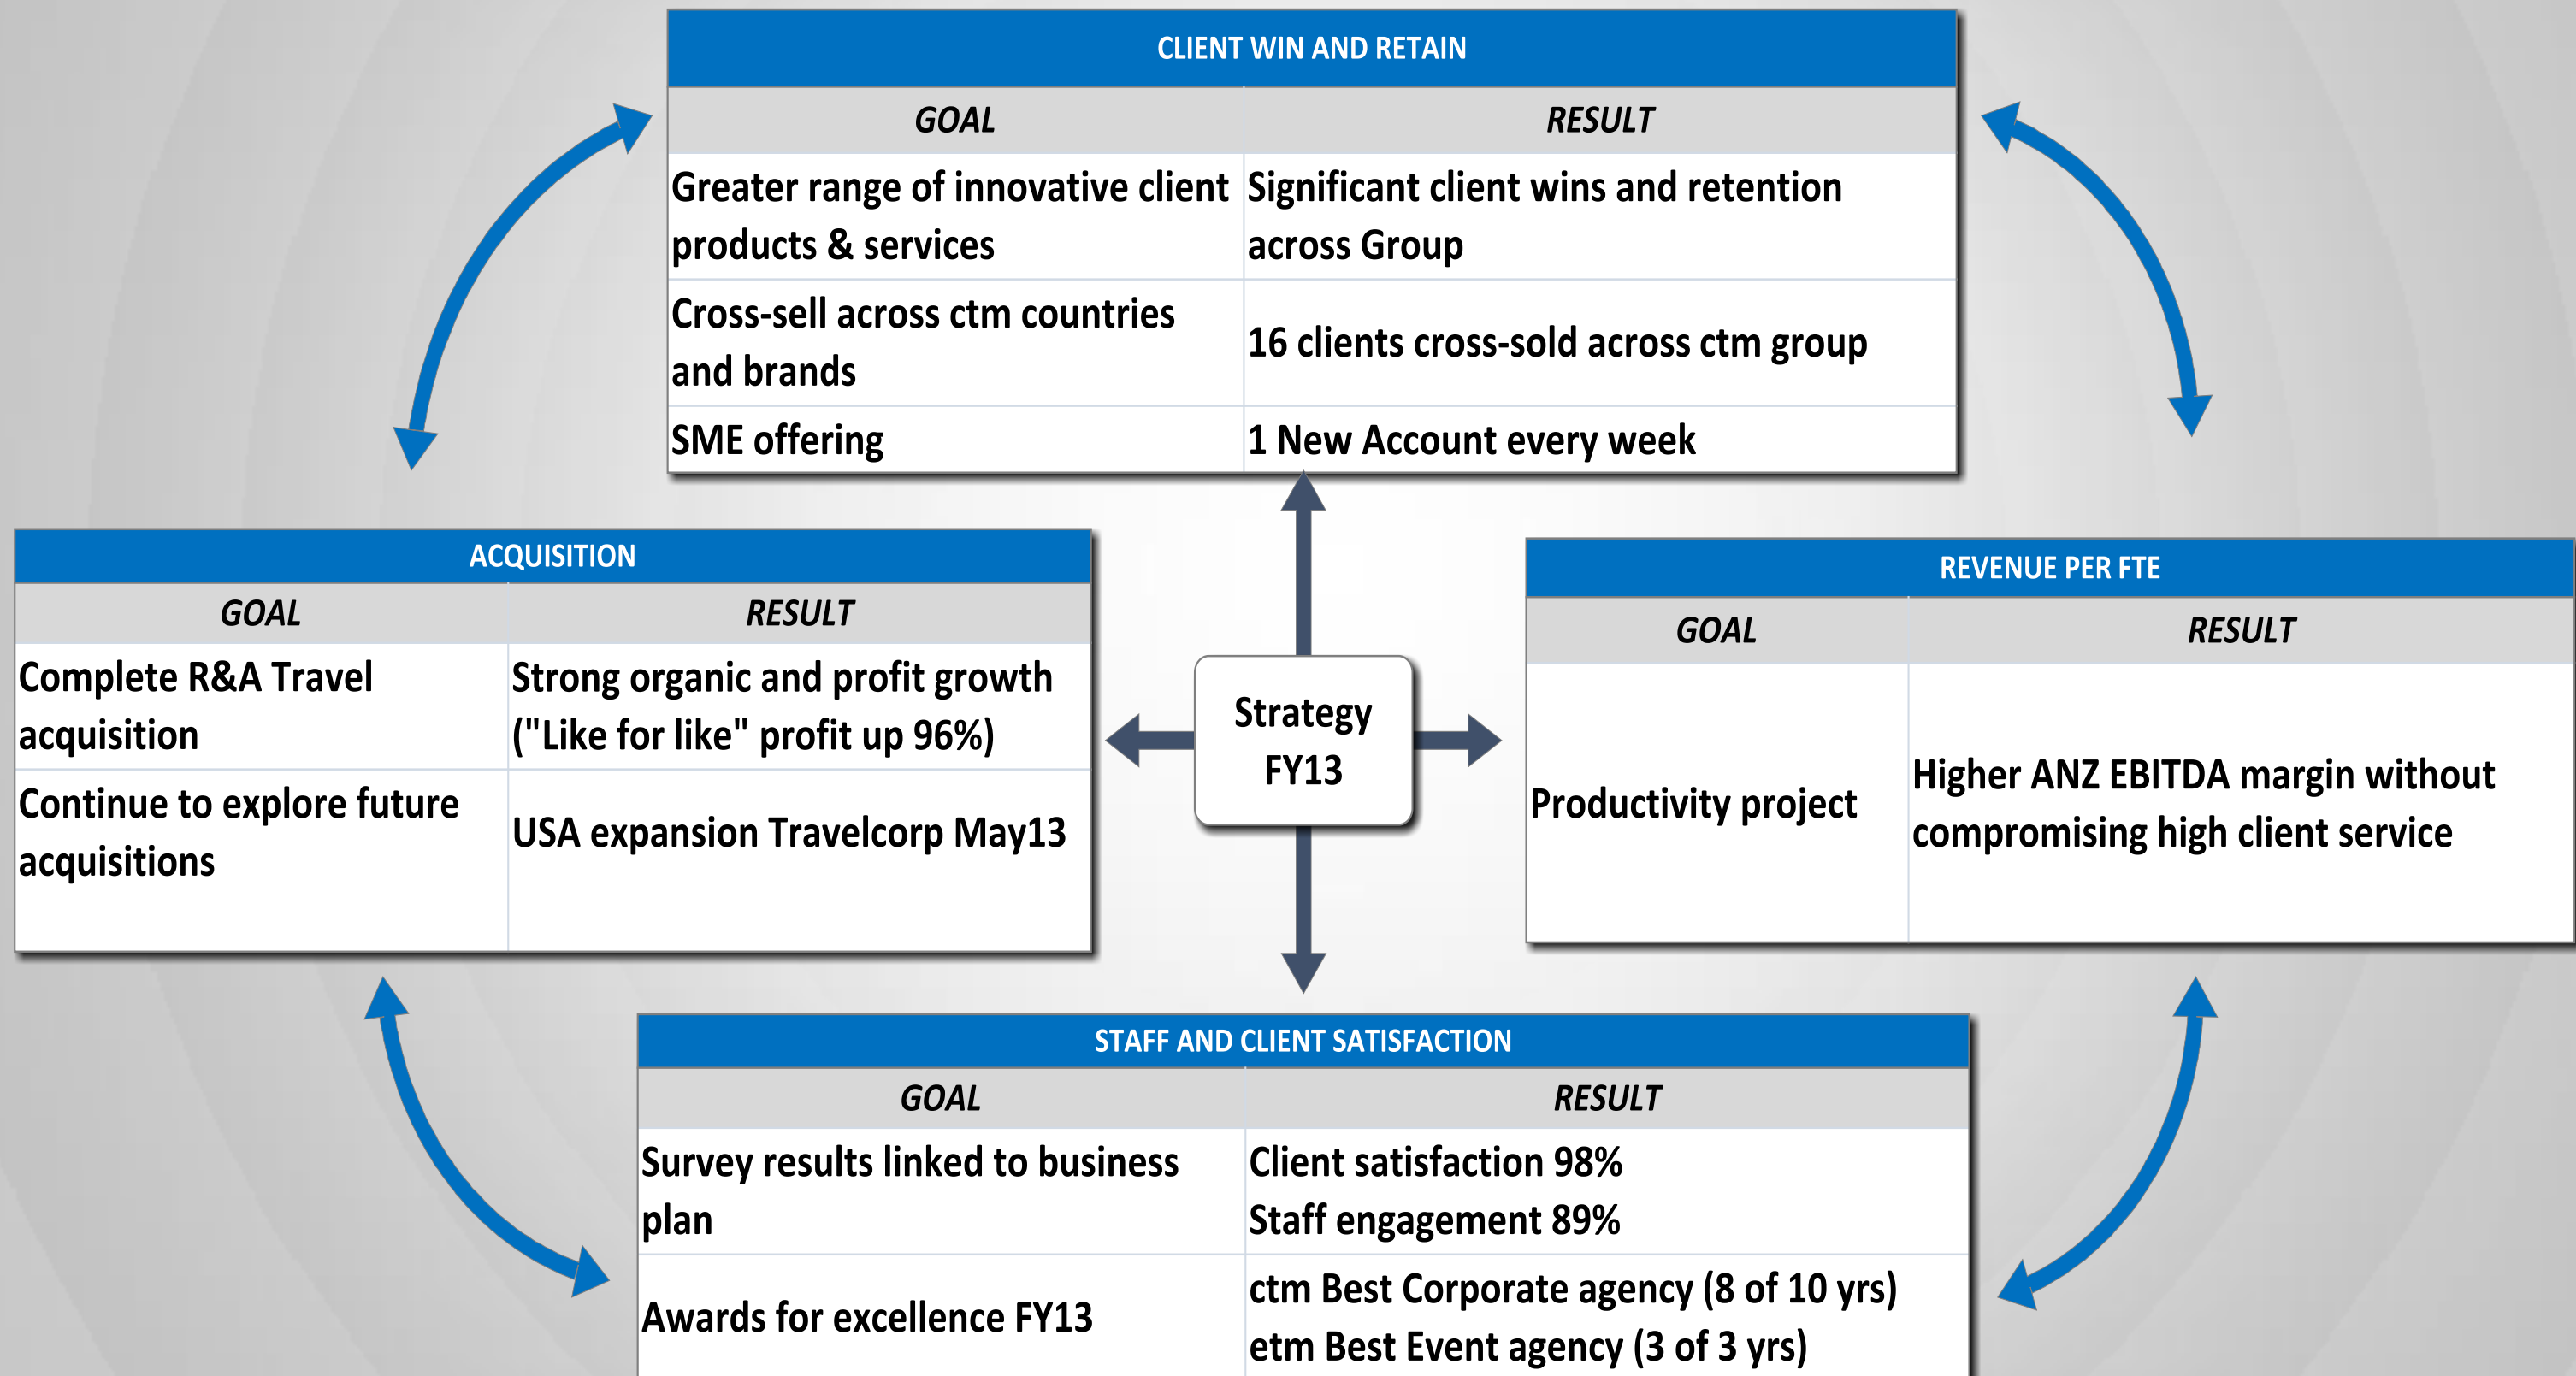 CLIENT WIN AND RETAIN
GOAL RESULT
Greater range of innovative client
products & services
Significant client wins and retention
across Group
Cross-sell across ctm countries
and brands
16 clients cross-sold across ctm group
SME offering
1 New Account every week
ACQUISITION
GOAL RESULT
Complete R&A Travel
acquisition
Strong organic and profit growth
("Like for like" profit up 96%)
Continue to explore future
acquisitions
USA expansion Travelcorp May13
Strategy
FY13
REVENUE PER FTE
GOAL RESULT
Productivity project
Higher ANZ EBITDA margin without
compromising high client service
STAFF AND CLIENT SATISFACTION
GOAL RESULT
Survey results linked to business
plan
Client satisfaction 98%
Staff engagement 89%
Awards for excellence FY13
ctm Best Corporate agency (8 of 10 yrs)
etm Best Event agency (3 of 3 yrs)